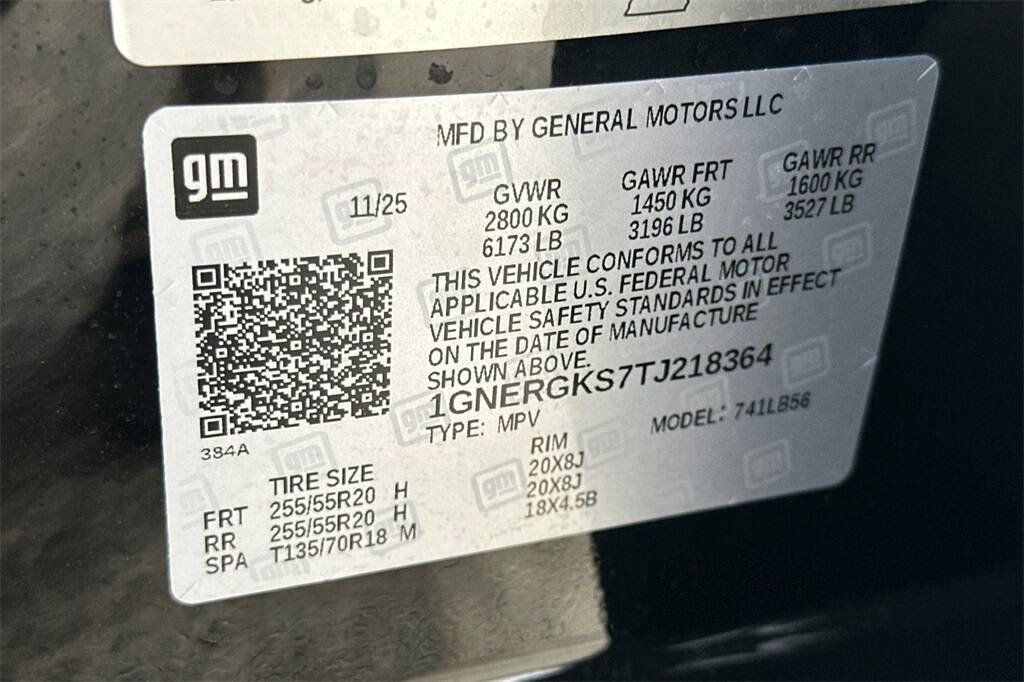 gm
MFD BY GENERAL MOTORS LLC
11/25
GVWR GAWR FRT GAWR RR
2800 KG 1450 KG 1600 KG
6173 LB 3196 LB 3527 LB
THIS VEHICLE CONFORMS TO ALL
APPLICABLE U.S. FEDERAL MOTOR
VEHICLE SAFETY STANDARDS IN EFFECT
ON THE DATE OF MANUFACTURE
SHOWN ABOVE.
1GNERGKS7TJ218364
TYPE: MPV MODEL: 741LB56
384A
TIRE SIZE RIM
FRT 255/55R20 H 20X8J
RR 255/55R20 H 20X8J
SPA T135/70R18 M 18X4.5B